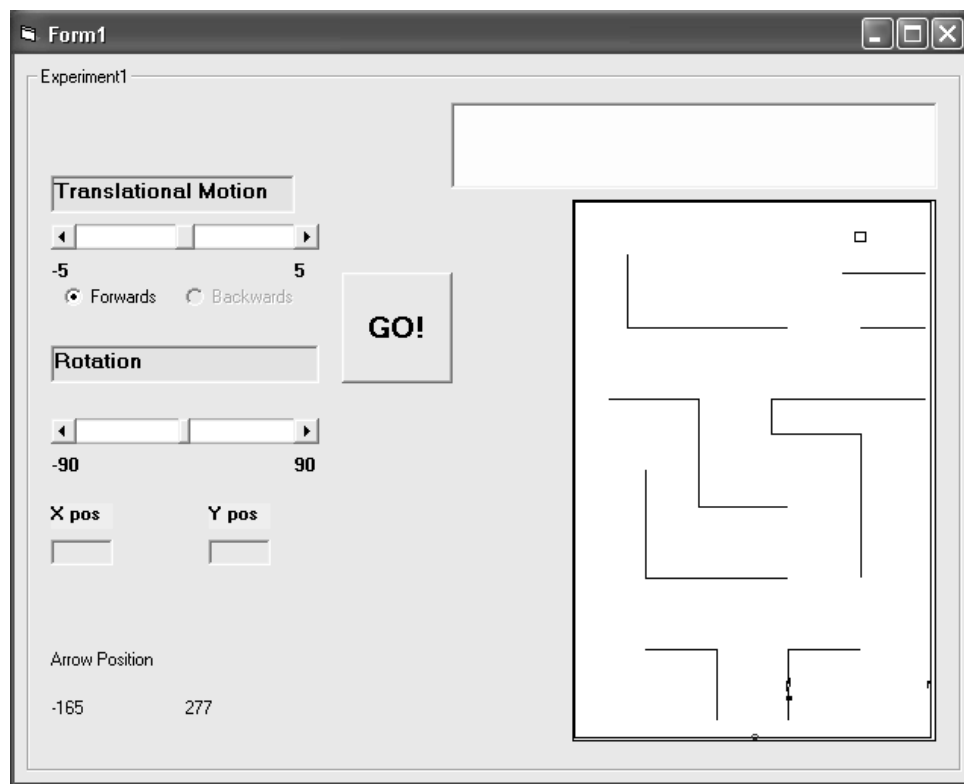 Form1
Experiment1
Translational Motion
-5 5
Forwards Backwards
GO!
Rotation
-90 90
X pos Y pos
Arrow Position
-165 277